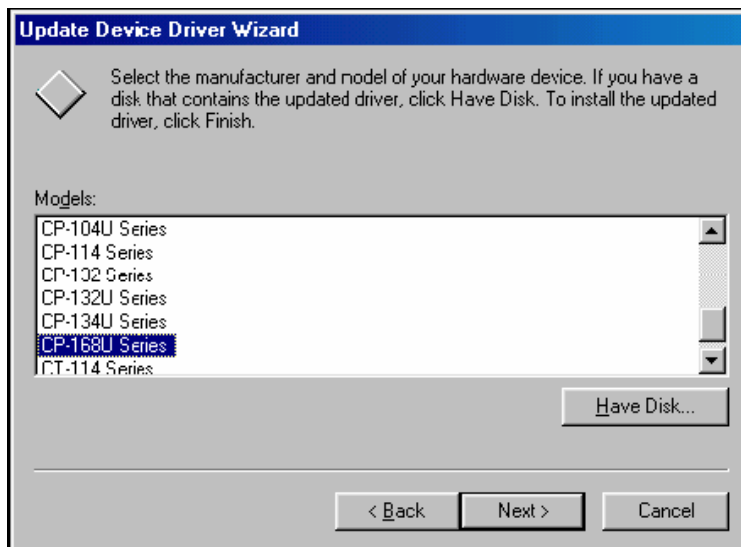 Update Device Driver Wizard
Select the manufacturer and model of your hardware device. If you have a
disk that contains the updated driver, click Have Disk. To install the updated
driver, click Finish.
Models:
CP-104U Series
CP-114 Series
CP-132 Series
CP-132U Series
CP-134U Series
CP-168U Series
CT-114 Series
Have Disk...
< Back
Next >
Cancel